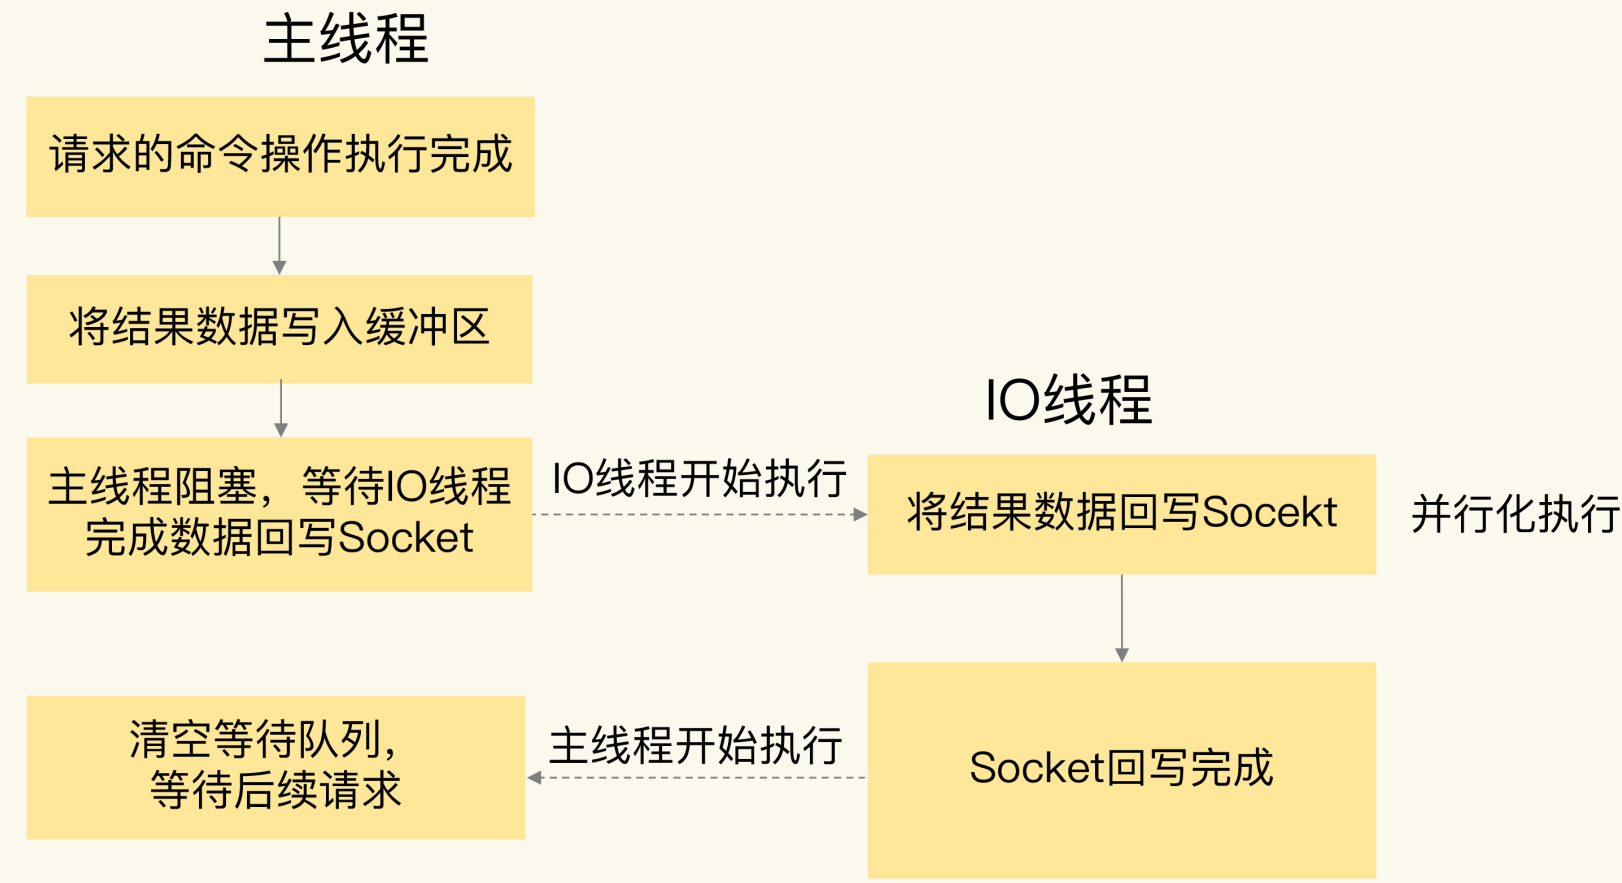 主线程
请求的命令操作执行完成
将结果数据写入缓冲区
主线程阻塞，等待IO线程
完成数据回写Socket
IO线程开始执行
IO线程
将结果数据回写Socekt
并行化执行
Socket回写完成
主线程开始执行
清空等待队列，
等待后续请求